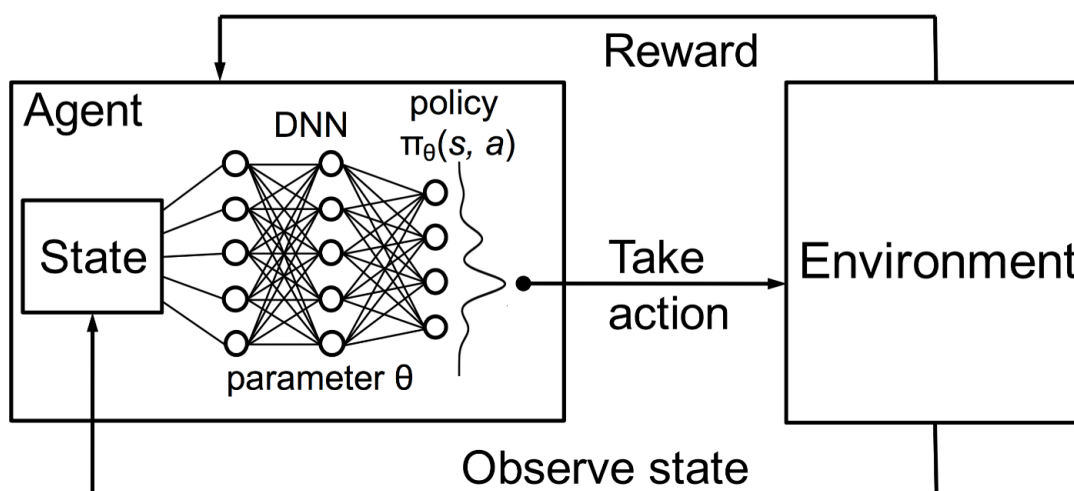 Reward
Agent
policy
DNN
πθ(s, a)
State
Take
action
Environment
parameter θ
Observe state